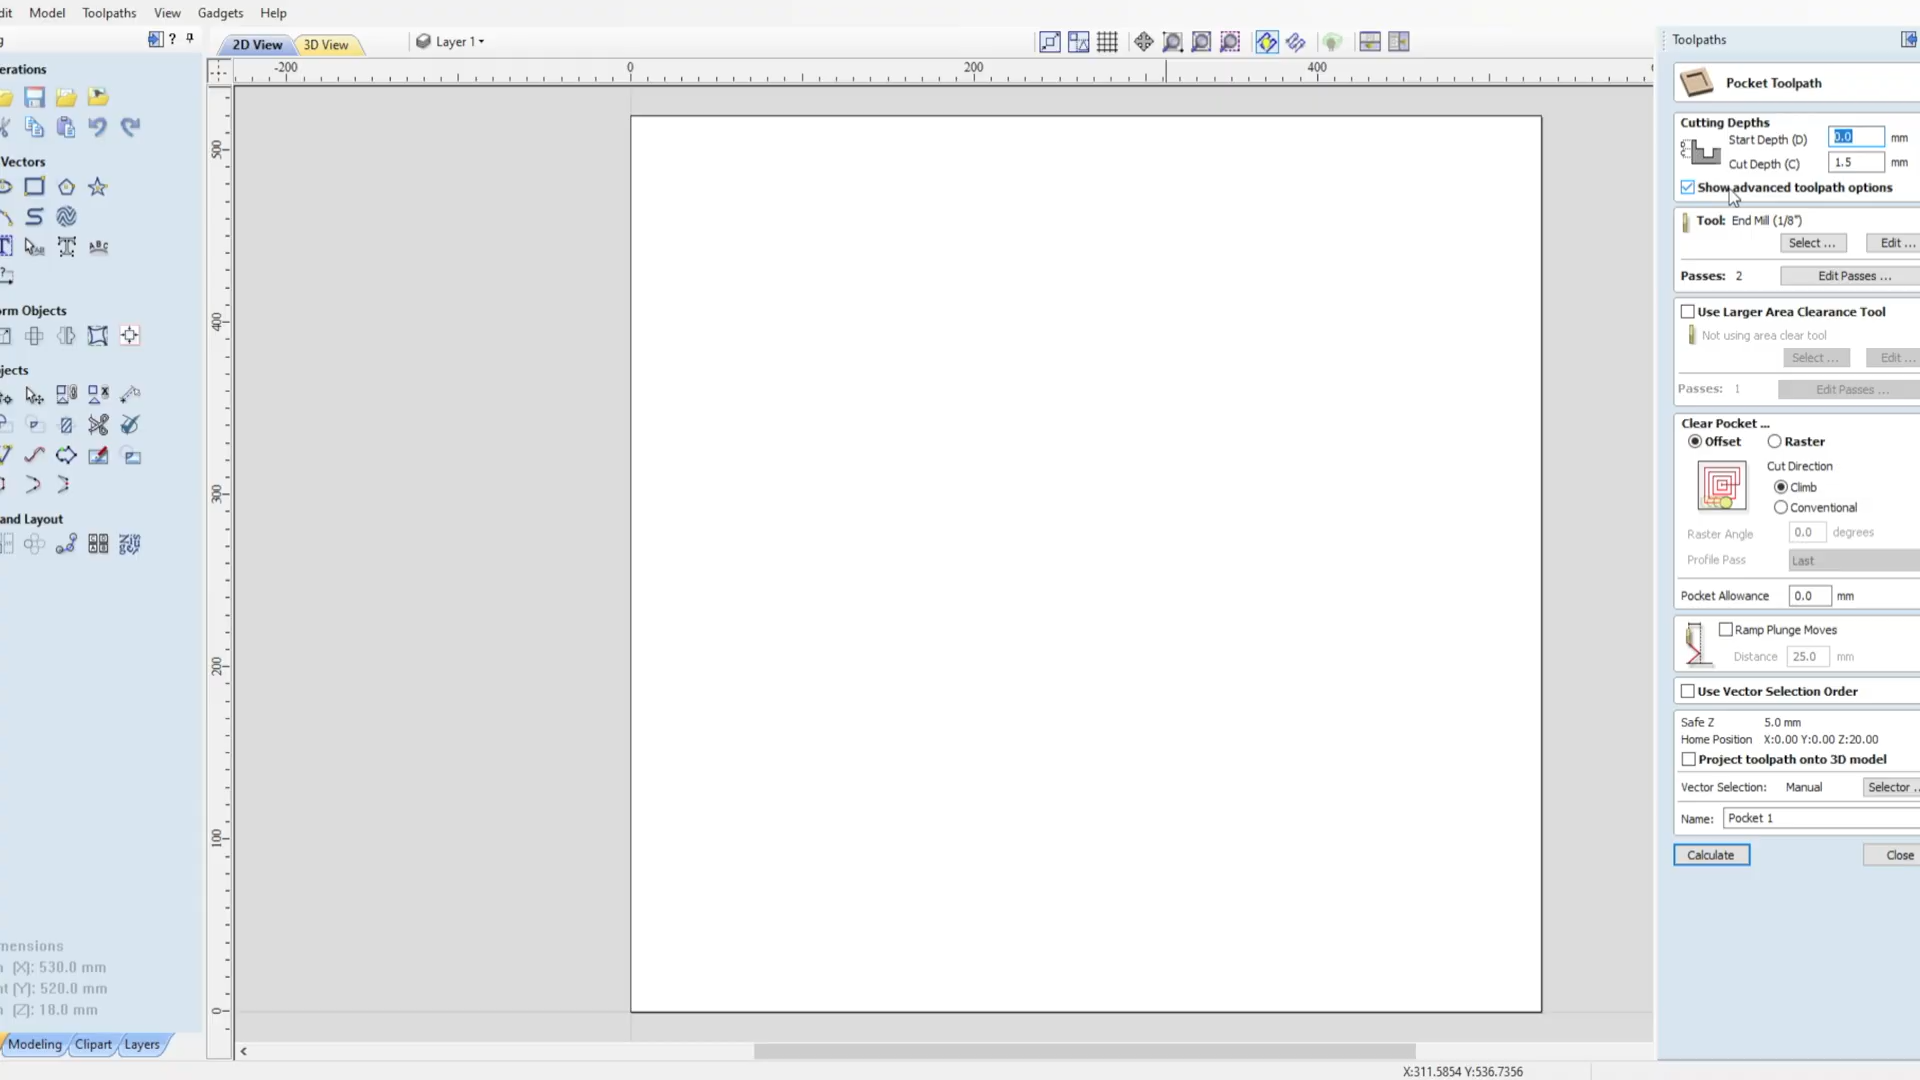 dit Model Toolpaths View Gadgets Help
g ?
2D View 3D View Layer 1
Toolpaths
-200 0 200 400
erations
Vectors
rm Objects
jects
and Layout
500
400
300
200
100
0
mensions
n [X]: 530.0 mm
nt [Y]: 520.0 mm
n [Z]: 18.0 mm
Modeling Clipart Layers
Pocket Toolpath
Cutting Depths
Start Depth (D) 0.0 mm
Cut Depth (C) 1.5 mm
Show advanced toolpath options
Tool: End Mill (1/8")
Select ... Edit ...
Passes: 2 Edit Passes ...
Use Larger Area Clearance Tool
Not using area clear tool
Select ... Edit ...
Passes: 1 Edit Passes ...
Clear Pocket ...
Offset Raster
Cut Direction
Climb
Conventional
Raster Angle 0.0 degrees
Profile Pass Last
Pocket Allowance 0.0 mm
Ramp Plunge Moves
Distance 25.0 mm
Use Vector Selection Order
Safe Z 5.0 mm
Home Position X:0.00 Y:0.00 Z:20.00
Project toolpath onto 3D model
Vector Selection: Manual Selector ..
Name: Pocket 1
Calculate Close
X:311.5854 Y:536.7356